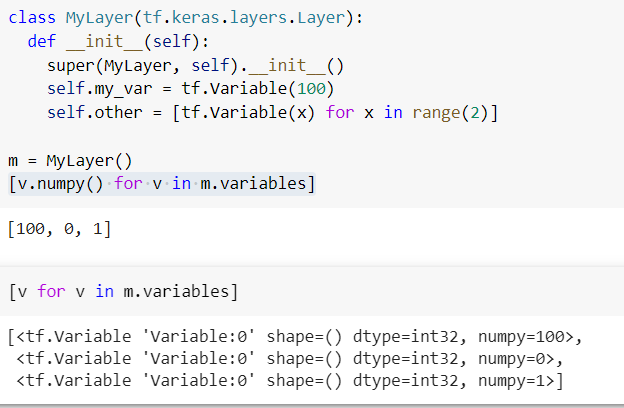 class MyLayer(tf.keras.layers.Layer):
  def __init__(self):
    super(MyLayer, self).__init__()
    self.my_var = tf.Variable(100)
    self.other = [tf.Variable(x) for x in range(2)]

m = MyLayer()
[v.numpy() for v in m.variables]
[100, 0, 1]
[v for v in m.variables]
[<tf.Variable 'Variable:0' shape=() dtype=int32, numpy=100>,
 <tf.Variable 'Variable:0' shape=() dtype=int32, numpy=0>,
 <tf.Variable 'Variable:0' shape=() dtype=int32, numpy=1>]